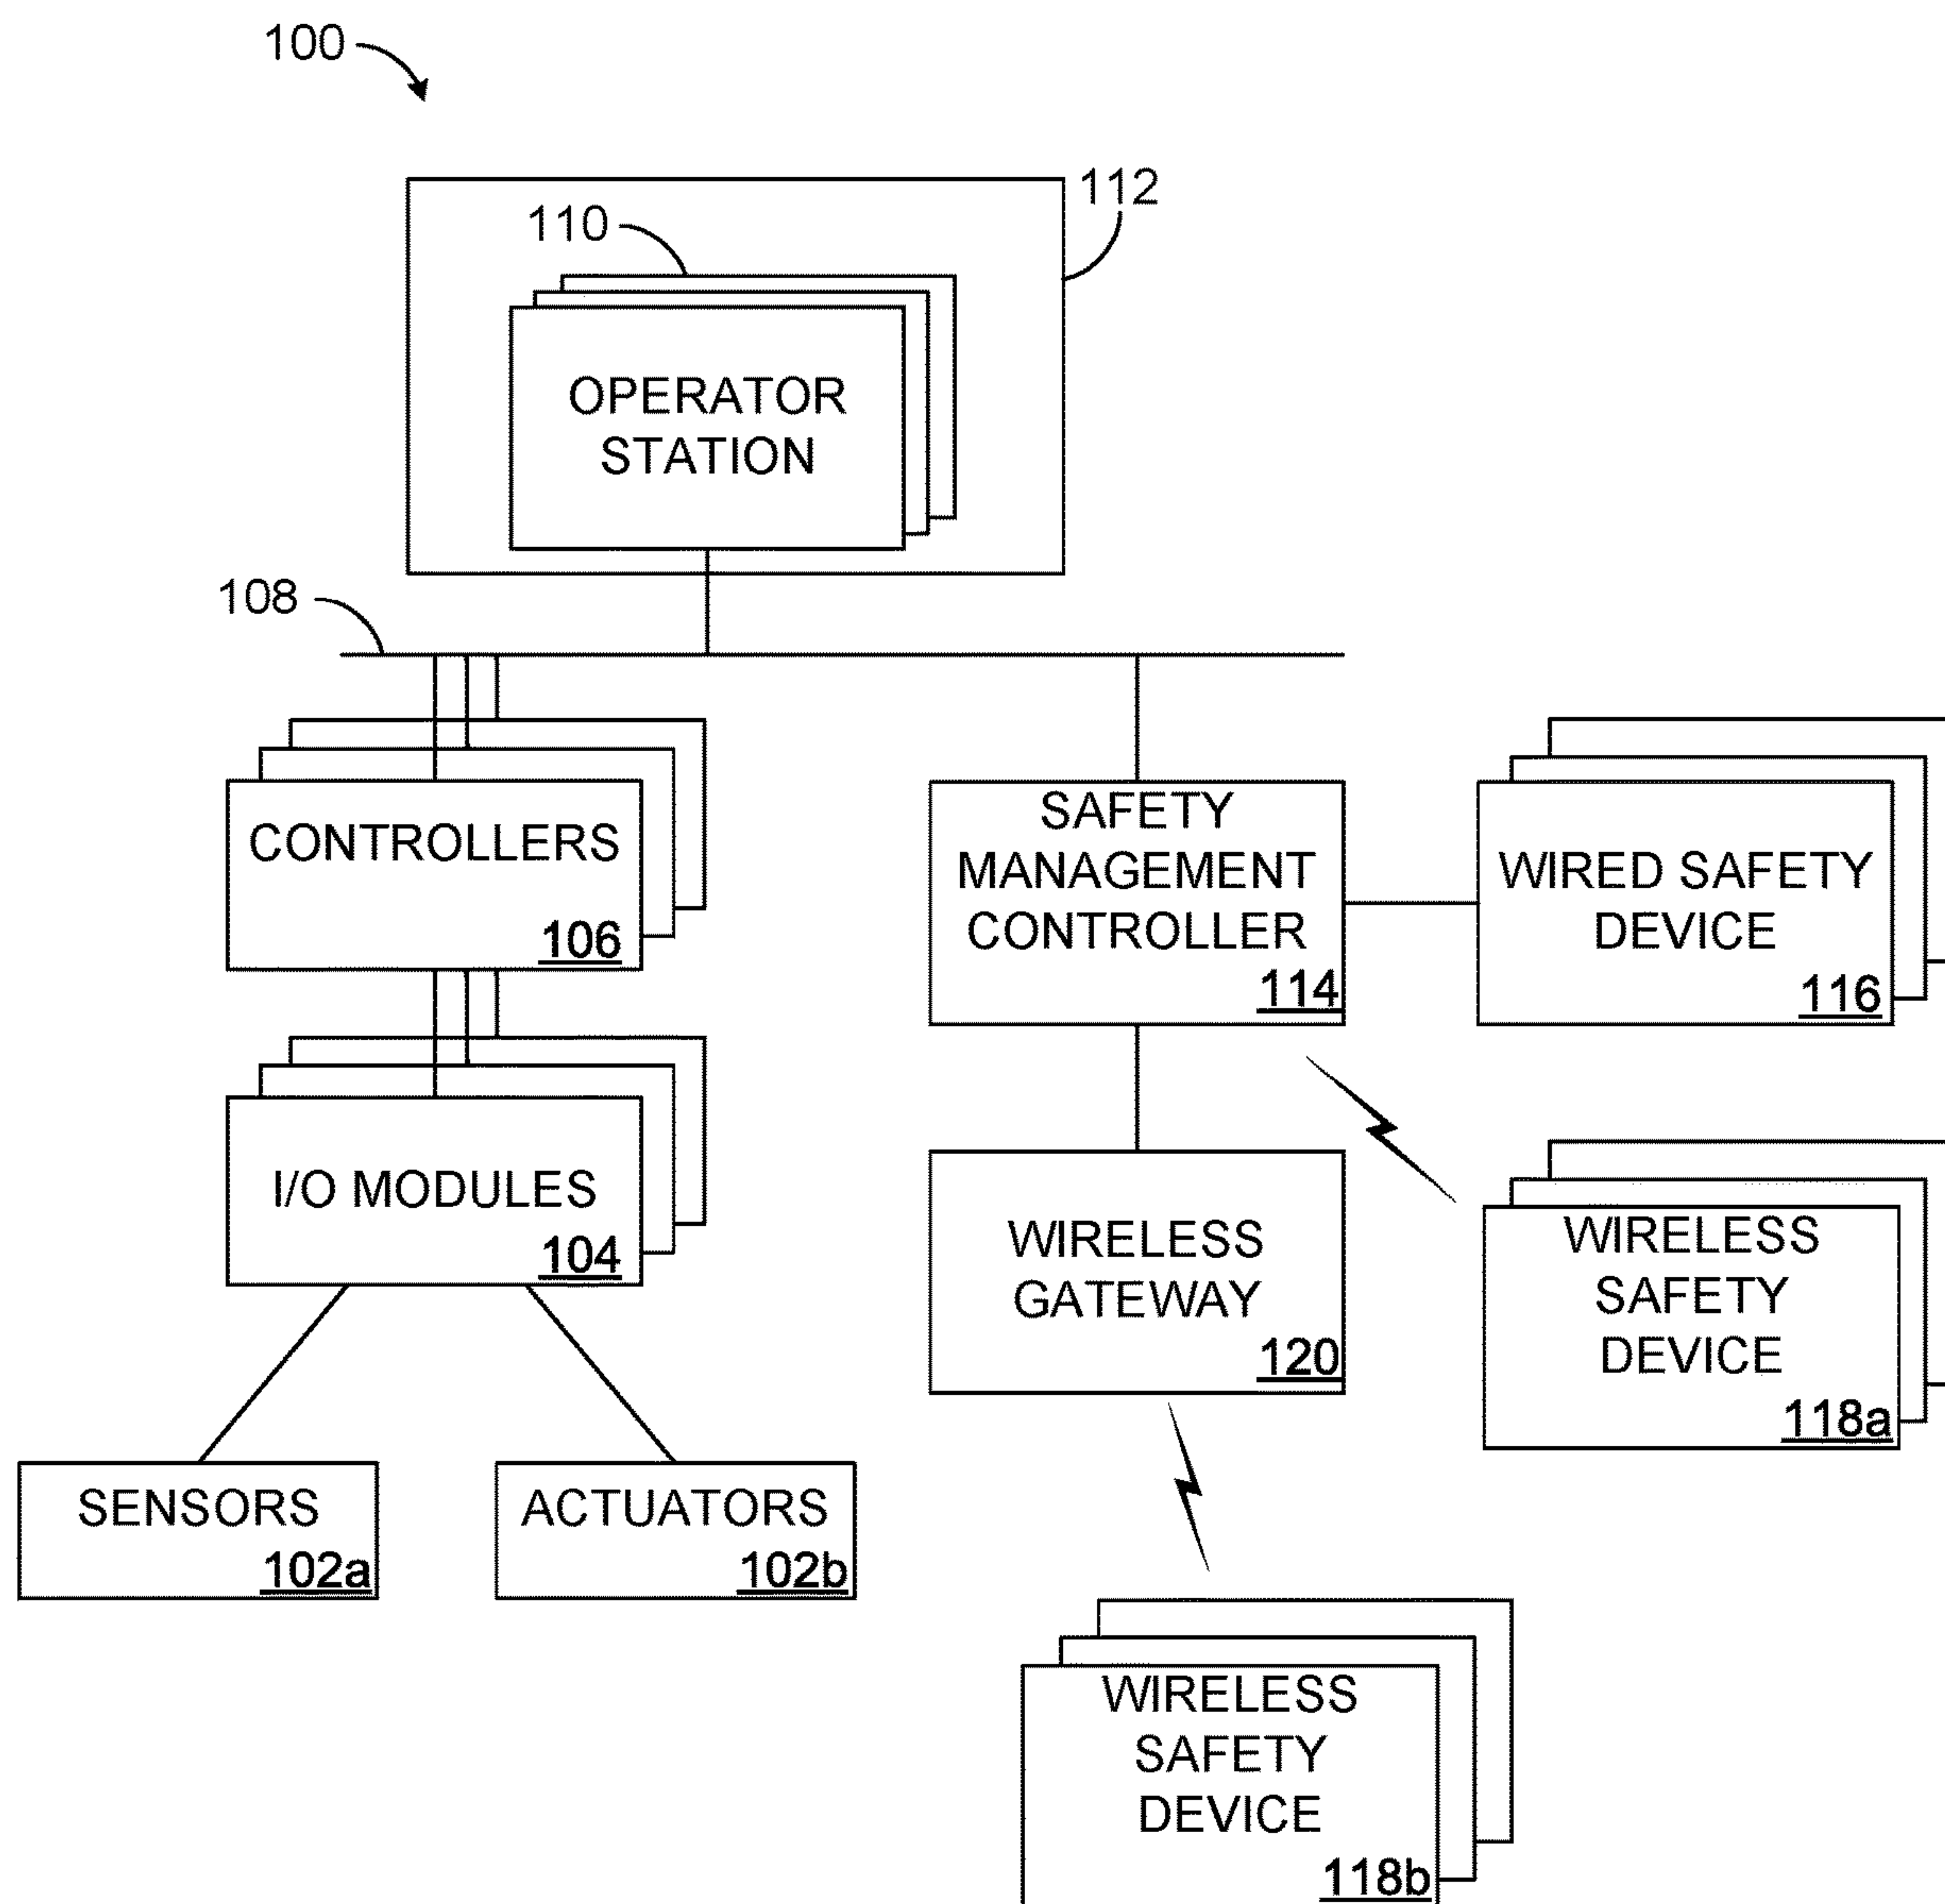 100
112
110
OPERATOR
STATION
108
CONTROLLERS
106
SAFETY
MANAGEMENT
CONTROLLER
114
WIRED SAFETY
DEVICE
116
I/O MODULES
104
WIRELESS
GATEWAY
120
WIRELESS
SAFETY
DEVICE
118a
SENSORS
102a
ACTUATORS
102b
WIRELESS
SAFETY
DEVICE
118b